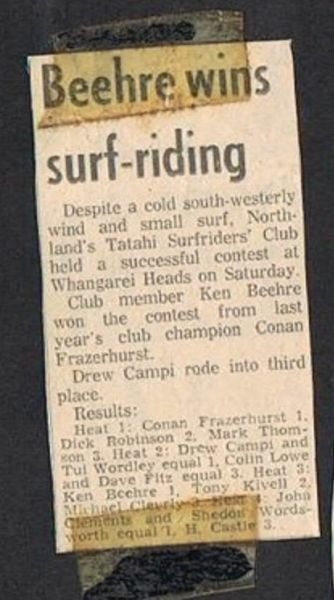 Beehre wins
surf-riding
Despite a cold south-westerly
wind and small surf, North-
land's Tatahi Surfriders' Club
held a successful contest at
Whangarei Heads on Saturday.
Club member Ken Beehre
won the contest from last
year's club champion Conan
Frazerhurst.
Drew Campi rode into third
place.
Results:
Heat 1: Conan Frazerhurst 1,
Dick Robinson 2, Mark Thom-
son 3. Heat 2: Drew Campi and
Tui Wordley equal 1, Colin Lowe
and Dave Fitz equal 3. Heat 3:
Ken Beehre 1, Tony Kivell 2,
Michael 3. Heat 4: John
Clements and Shedon Words-
worth equal 1, H. Castle 3.